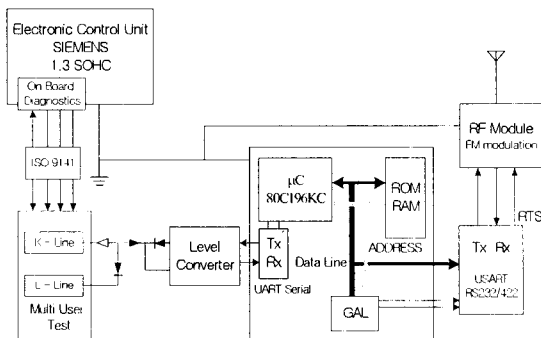 Electronic Control Unit
SIEMENS
1,3 SOHC
On Board
Diagnostics
ISO 9141
K - Line
L - Line
Multi User
Test
Level
Converter
μC
80C196KC
ROM
RAM
Tx
Rx
UART Serial
Data Line
ADDRESS
GAL
RF Module
FM modulation
RTS
Tx Rx
USART
RS232/422